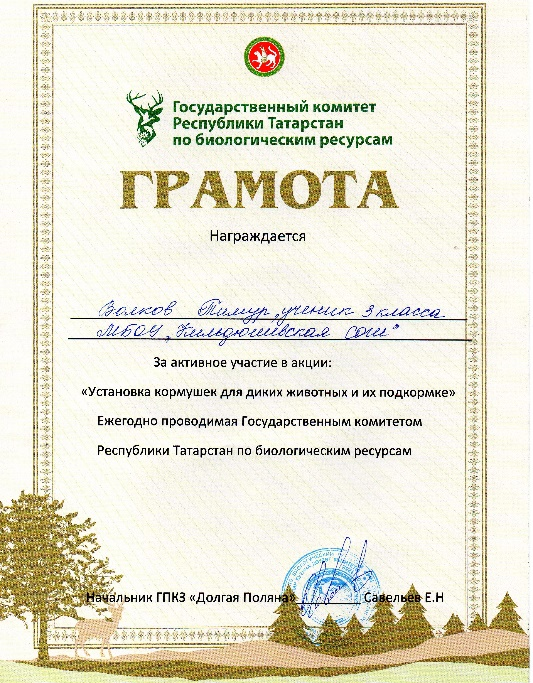 Государственный комитет
Республики Татарстан
по биологическим ресурсам
ГРАМОТА
Награждается
Волков Тимур, ученик 3 класса
МБОУ "Кильдюшевская СОШ"
За активное участие в акции:
«Установка кормушек для диких животных и их подкормке»
Ежегодно проводимая Государственным комитетом
Республики Татарстан по биологическим ресурсам
Начальник ГПКЗ «Долгая Поляна» Савельев Е.Н